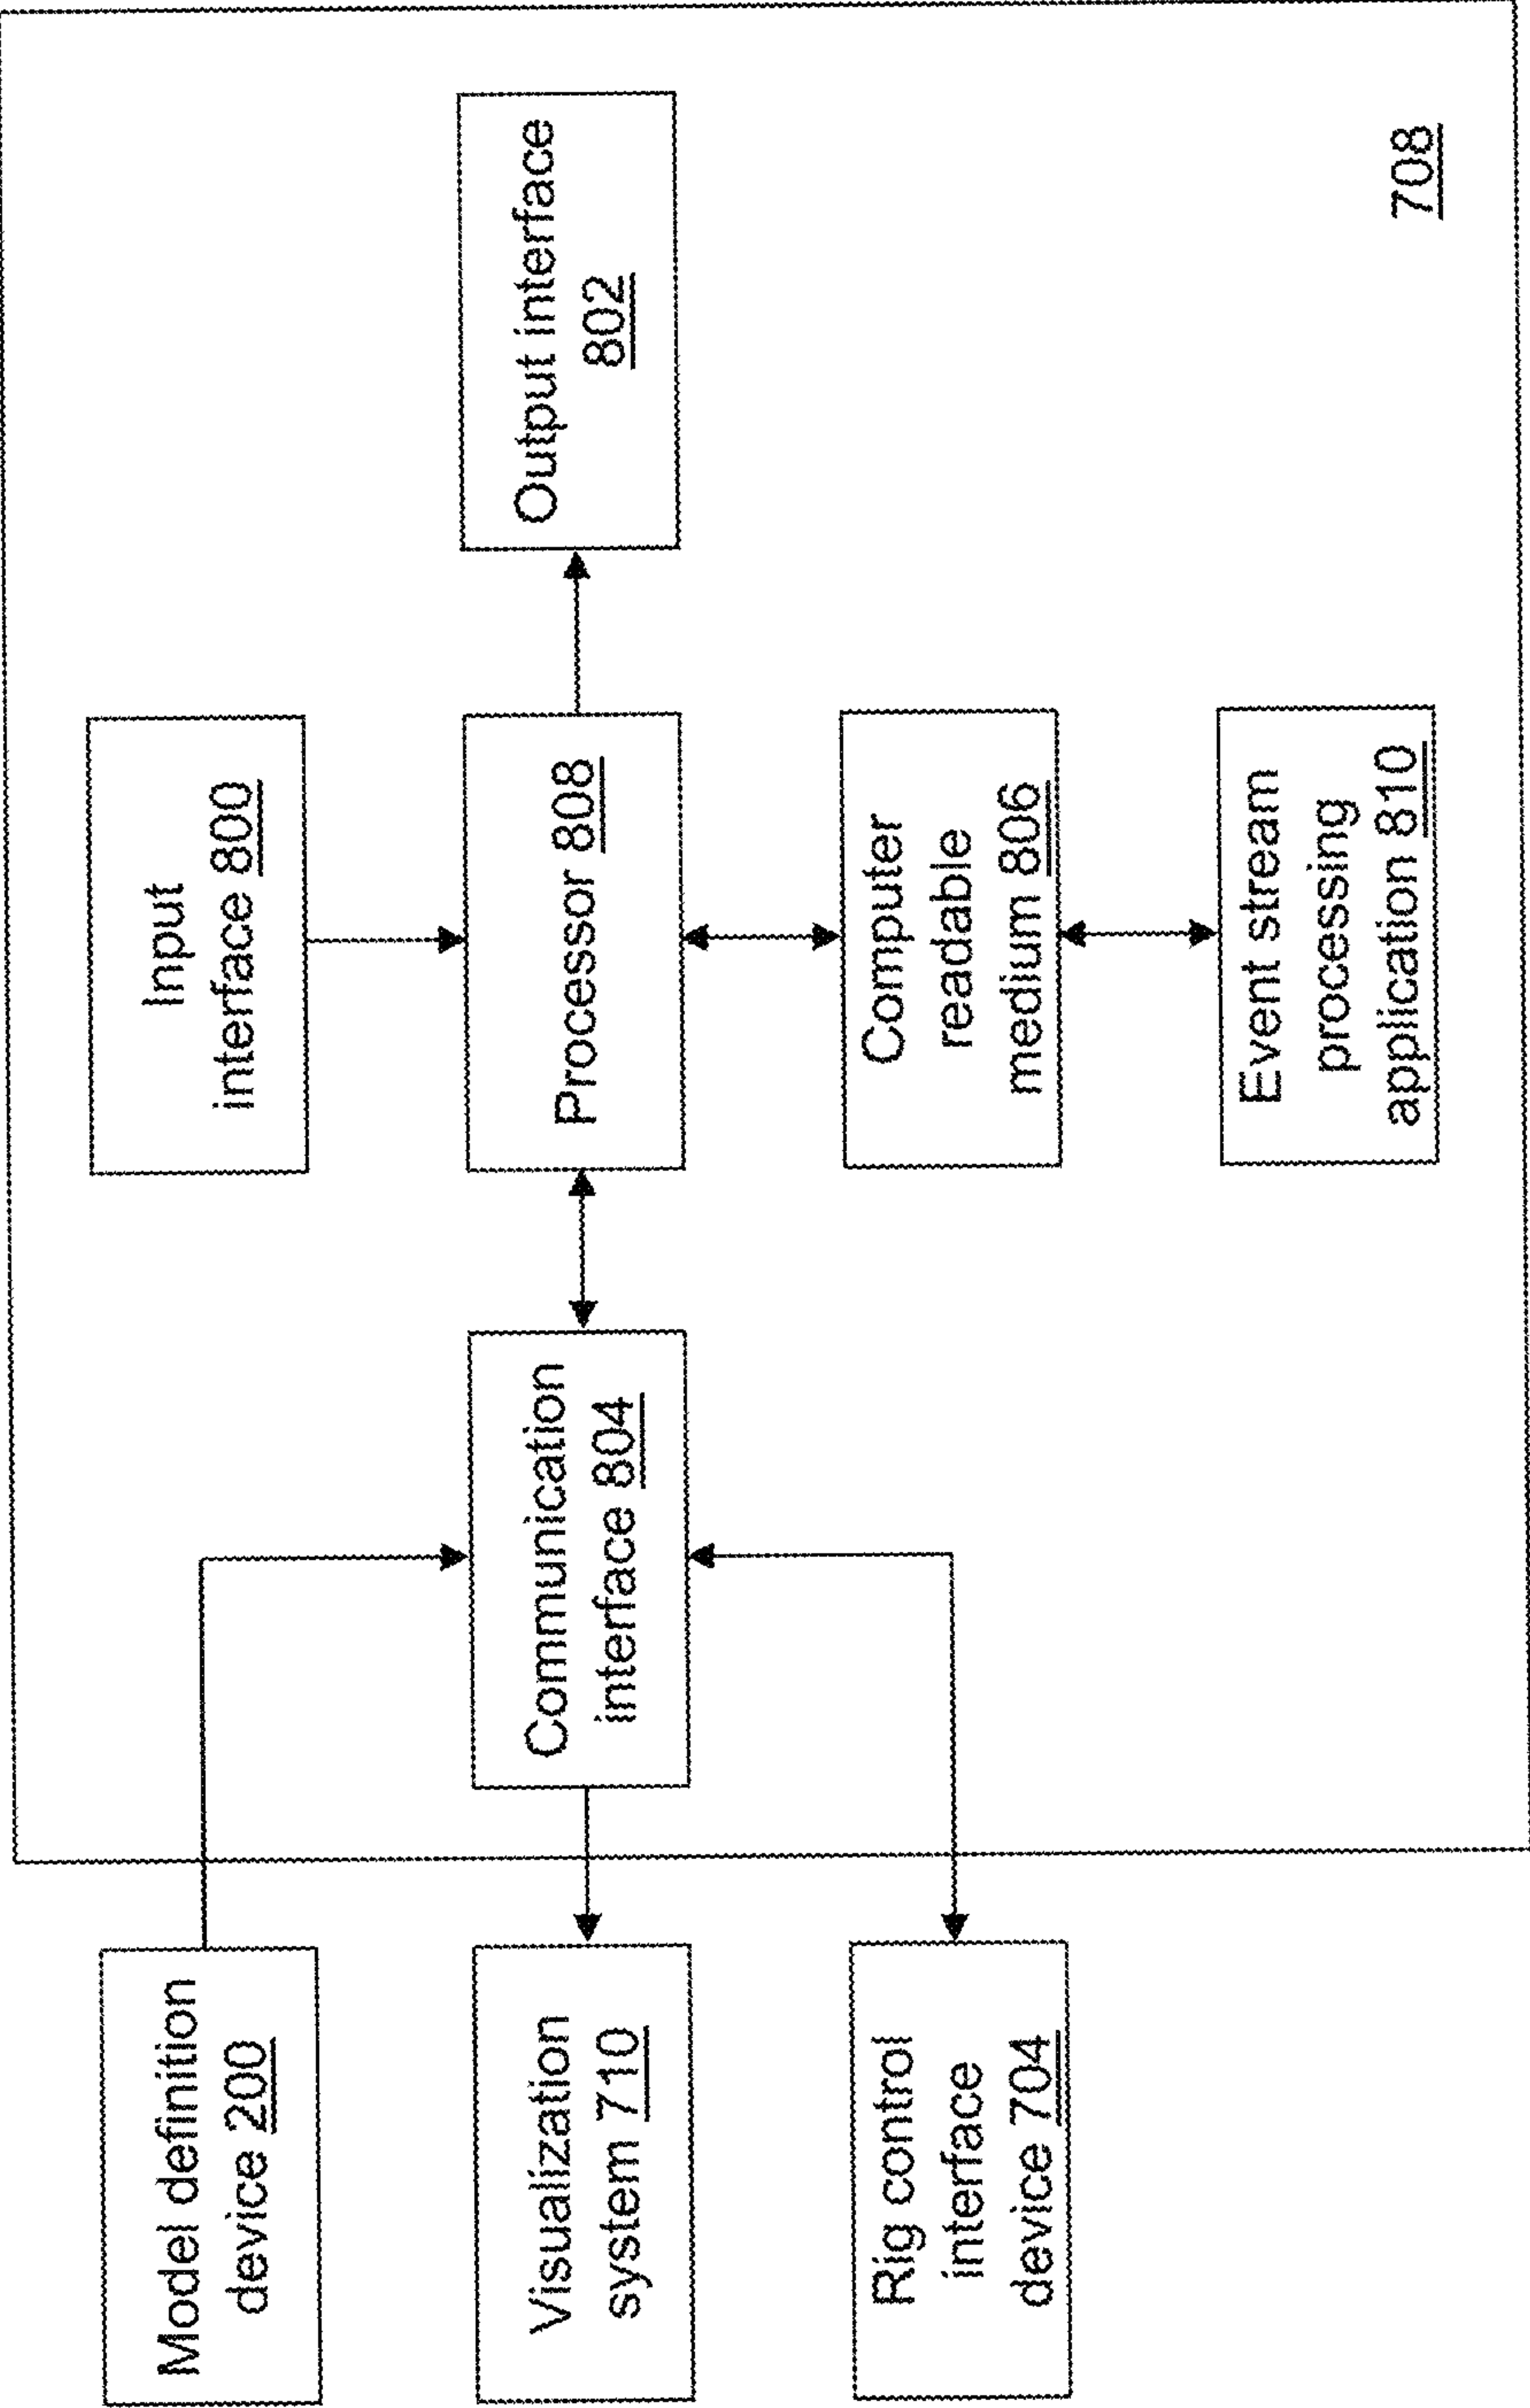 Model definition
device 200
Visualization
system 710
Rig control
interface
device 704
Communication
interface 804
Input
interface 800
Processor 808
Computer
readable
medium 806
Event stream
processing
application 810
Output interface
802
708